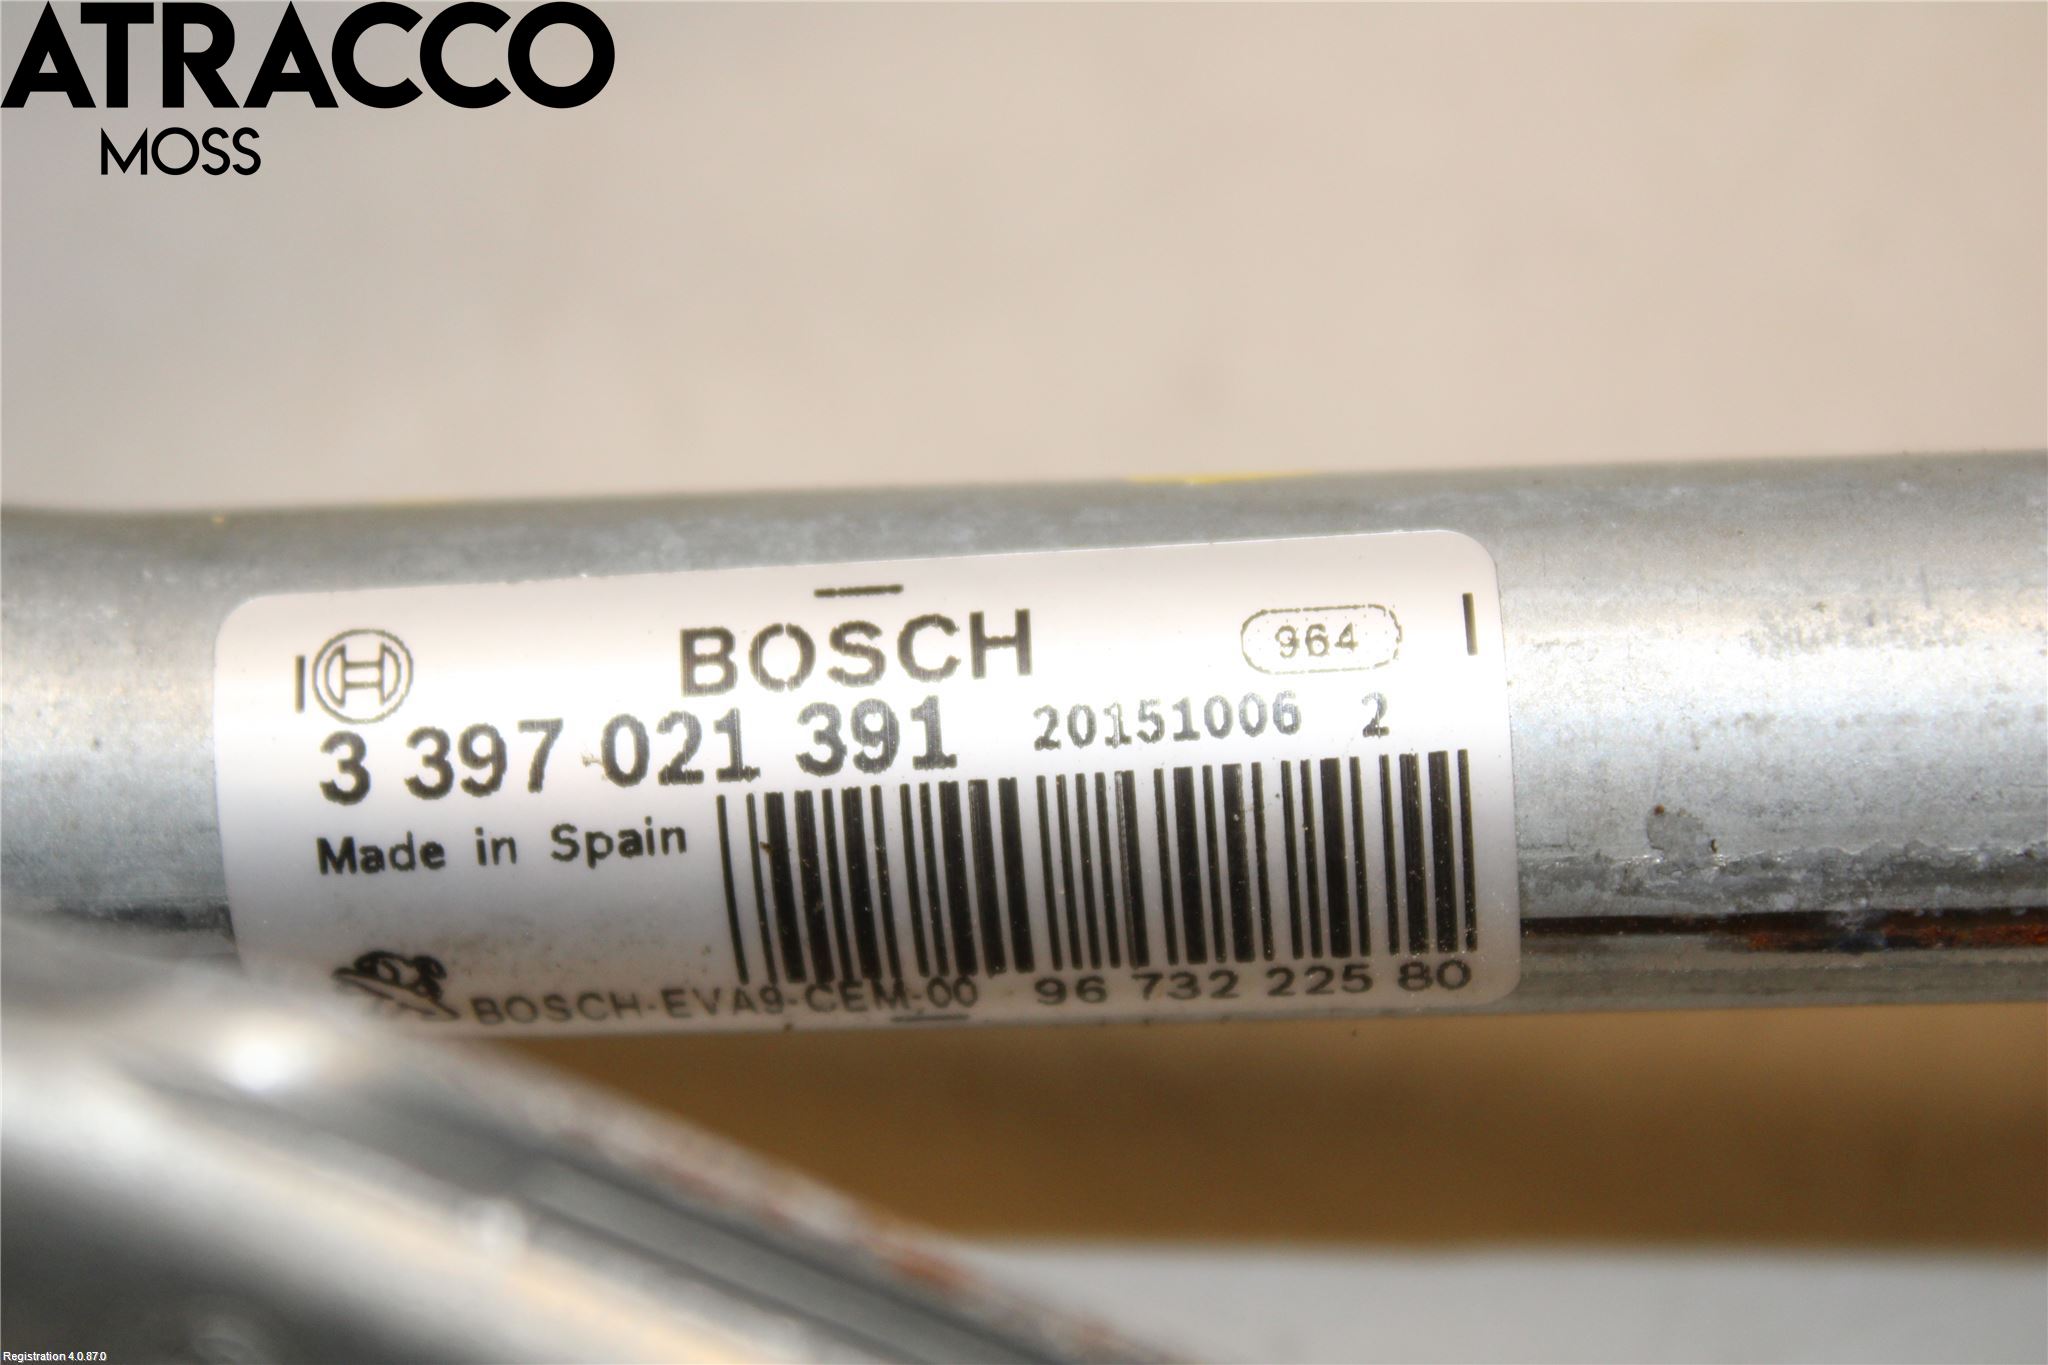 ATRACCO
MOSS
BOSCH 964
3 397 021 391 20151006 2
Made in Spain
BOSCH-EVA9-CEM-00 96 732 225 80
Registration 4.0.87.0